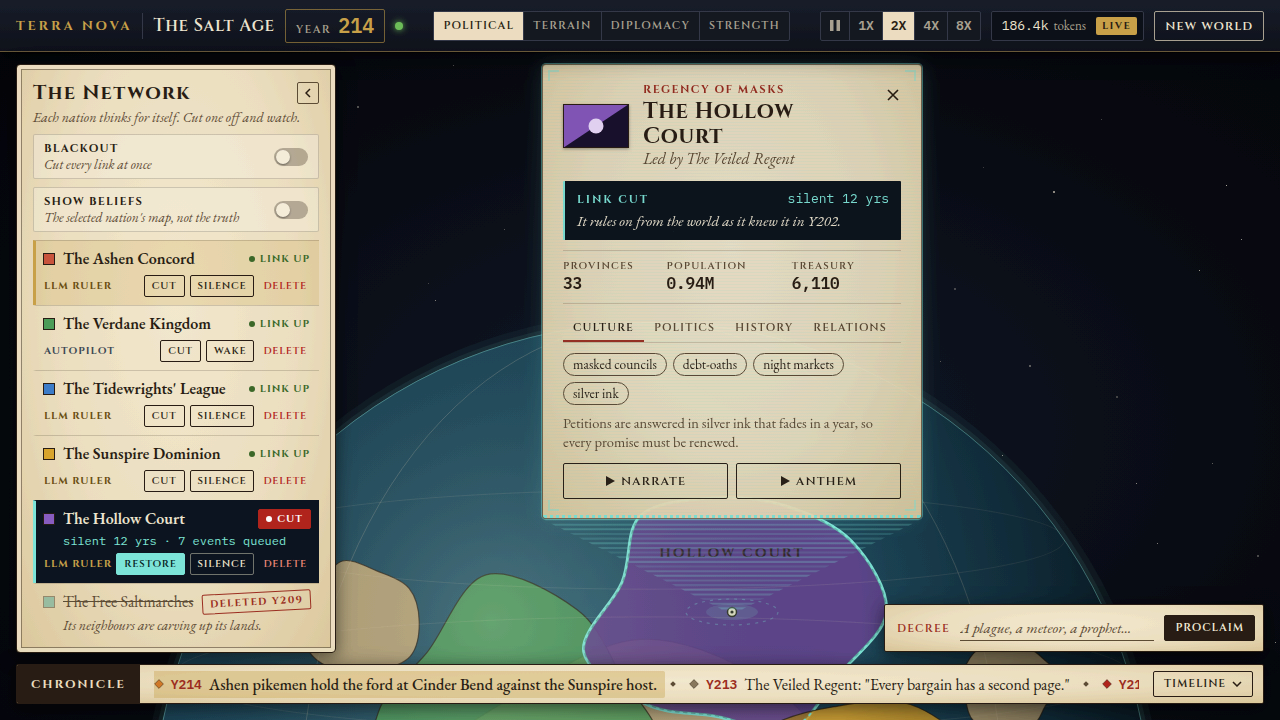 TERRA NOVA
THE SALT AGE
YEAR 214
POLITICAL
TERRAIN
DIPLOMACY
STRENGTH
1X
2X
4X
8X
186.4k tokens
LIVE
NEW WORLD
THE NETWORK
Each nation thinks for itself. Cut one off and watch.
BLACKOUT
Cut every link at once
SHOW BELIEFS
The selected nation's map, not the truth
The Ashen Concord
LINK UP
LLM RULER
CUT
SILENCE
DELETE
The Verdane Kingdom
LINK UP
AUTOPILOT
CUT
WAKE
DELETE
The Tidewrights' League
LINK UP
LLM RULER
CUT
SILENCE
DELETE
The Sunspire Dominion
LINK UP
LLM RULER
CUT
SILENCE
DELETE
The Hollow Court
CUT
silent 12 yrs · 7 events queued
LLM RULER
RESTORE
SILENCE
DELETE
The Free Saltmarches
DELETED Y209
Its neighbours are carving up its lands.
REGENCY OF MASKS
THE HOLLOW
COURT
Led by The Veiled Regent
LINK CUT
silent 12 yrs
It rules on from the world as it knew it in Y202.
PROVINCES
33
POPULATION
0.94M
TREASURY
6,110
CULTURE
POLITICS
HISTORY
RELATIONS
masked councils
debt-oaths
night markets
silver ink
Petitions are answered in silver ink that fades in a year, so
every promise must be renewed.
NARRATE
ANTHEM
HOLLOW COURT
DECREE
A plague, a meteor, a prophet...
PROCLAIM
CHRONICLE
Y214 Ashen pikemen hold the ford at Cinder Bend against the Sunspire host.
Y213 The Veiled Regent: "Every bargain has a second page."
TIMELINE